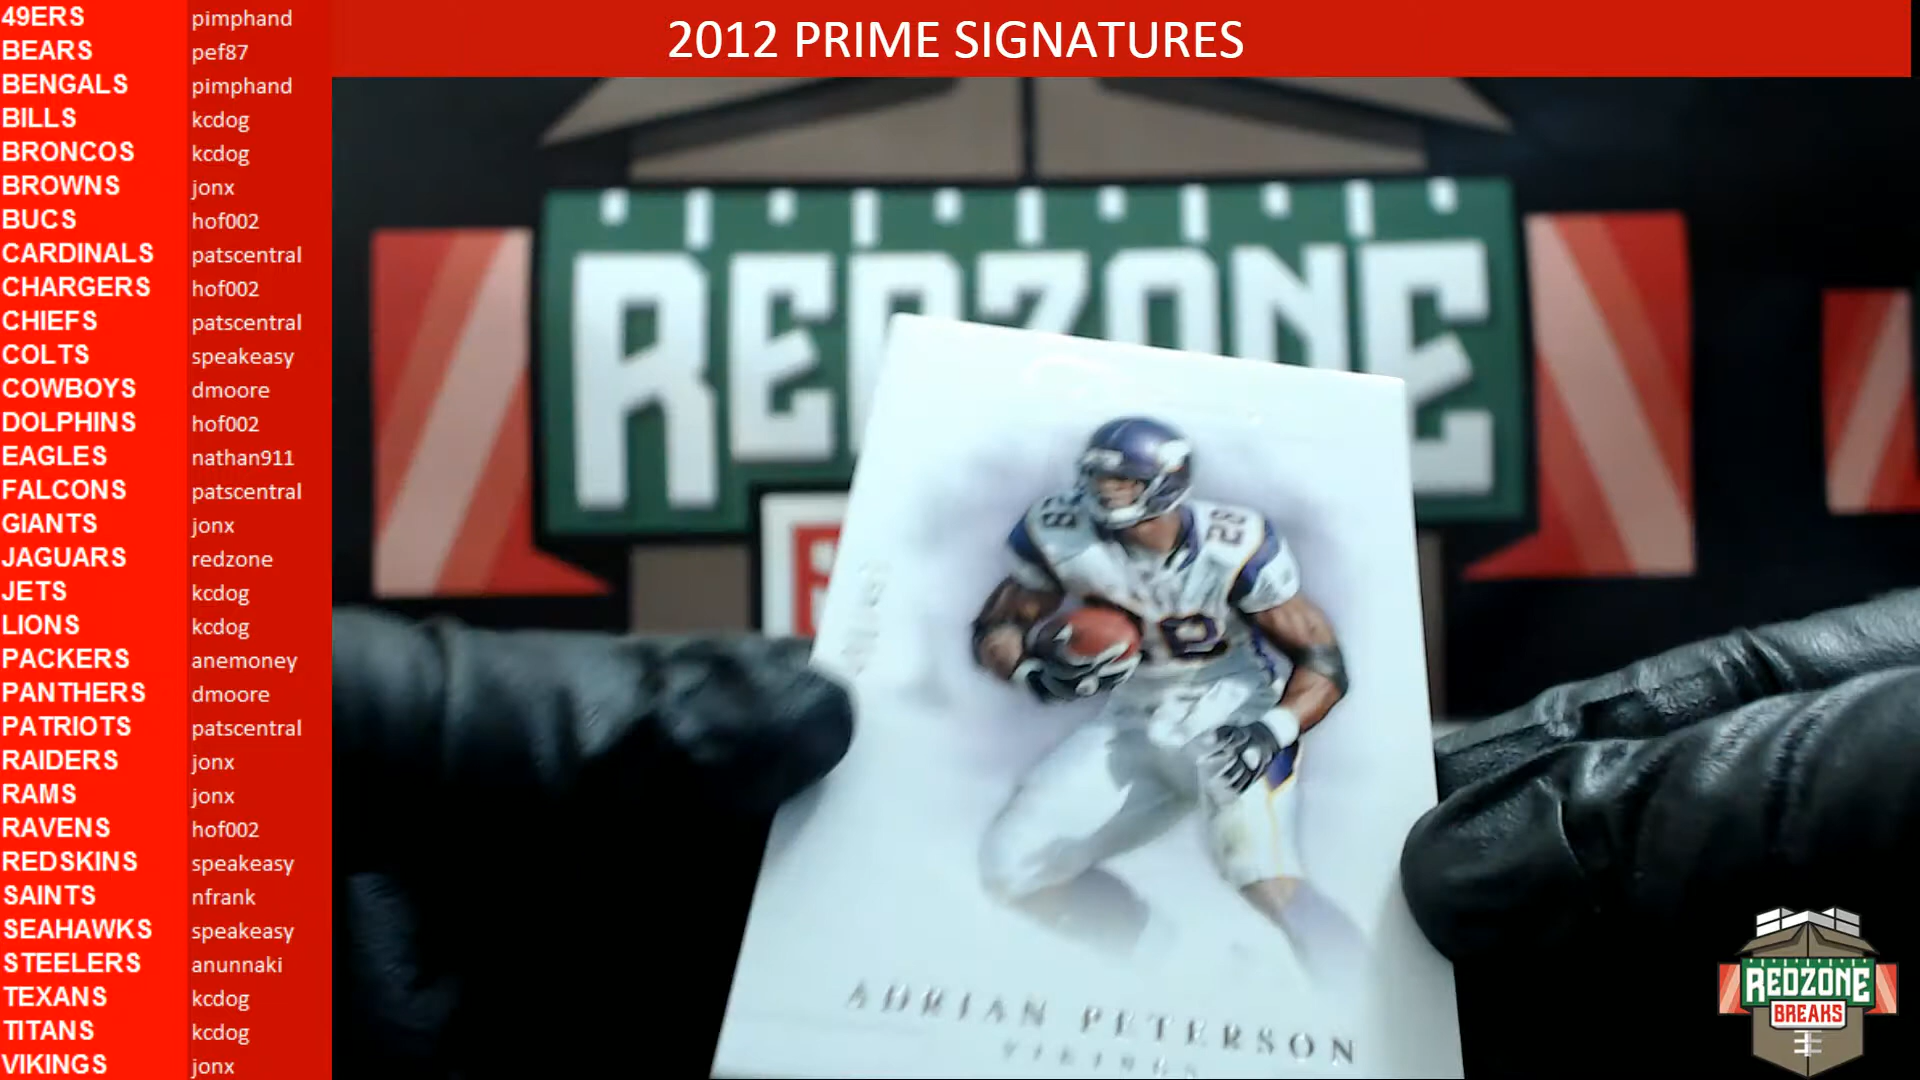 2012 PRIME SIGNATURES
49ERS pimphand
BEARS pef87
BENGALS pimphand
BILLS kcdog
BRONCOS kcdog
BROWNS jonx
BUCS hof002
CARDINALS patscentral
CHARGERS hof002
CHIEFS patscentral
COLTS speakeasy
COWBOYS dmoore
DOLPHINS hof002
EAGLES nathan911
FALCONS patscentral
GIANTS jonx
JAGUARS redzone
JETS kcdog
LIONS kcdog
PACKERS anemoney
PANTHERS dmoore
PATRIOTS patscentral
RAIDERS jonx
RAMS jonx
RAVENS hof002
REDSKINS speakeasy
SAINTS nfrank
SEAHAWKS speakeasy
STEELERS anunnaki
TEXANS kcdog
TITANS kcdog
VIKINGS jonx
REDZONE
28
28
ADRIAN PETERSON
VIKINGS
REDZONE
BREAKS